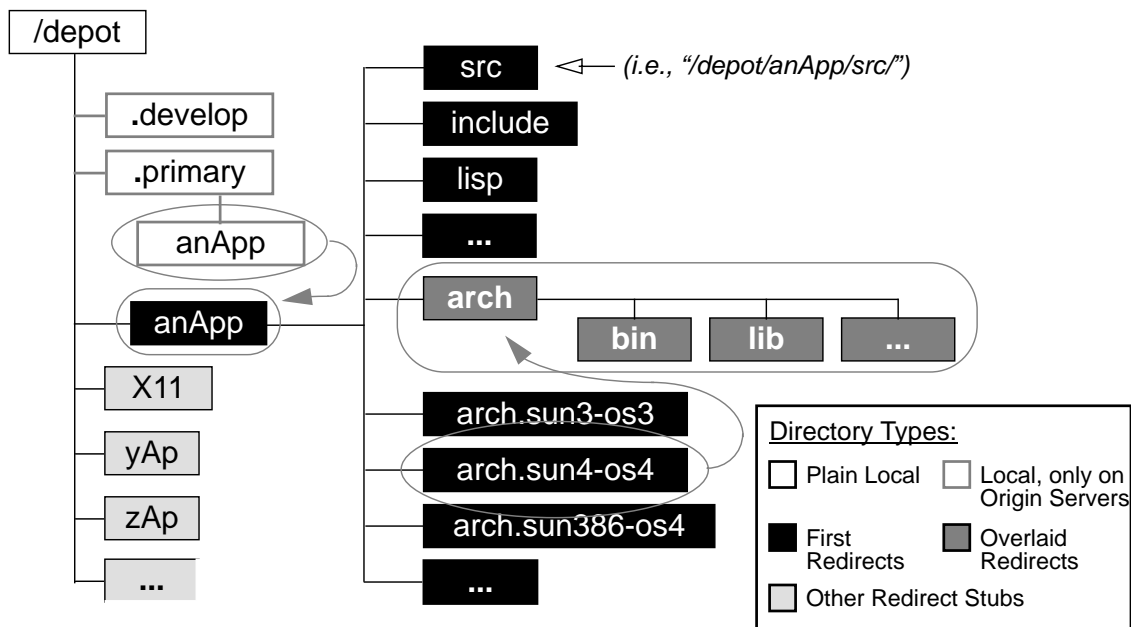 /depot
src
(i.e., “/depot/anApp/src/”)
.develop
include
.primary
lisp
anApp
...
arch
anApp
bin
lib
...
X11
arch.sun3-os3
yAp
arch.sun4-os4
zAp
arch.sun386-os4
...
...
Directory Types:
Plain Local
Local, only on
Origin Servers
First
Redirects
Overlaid
Redirects
Other Redirect Stubs